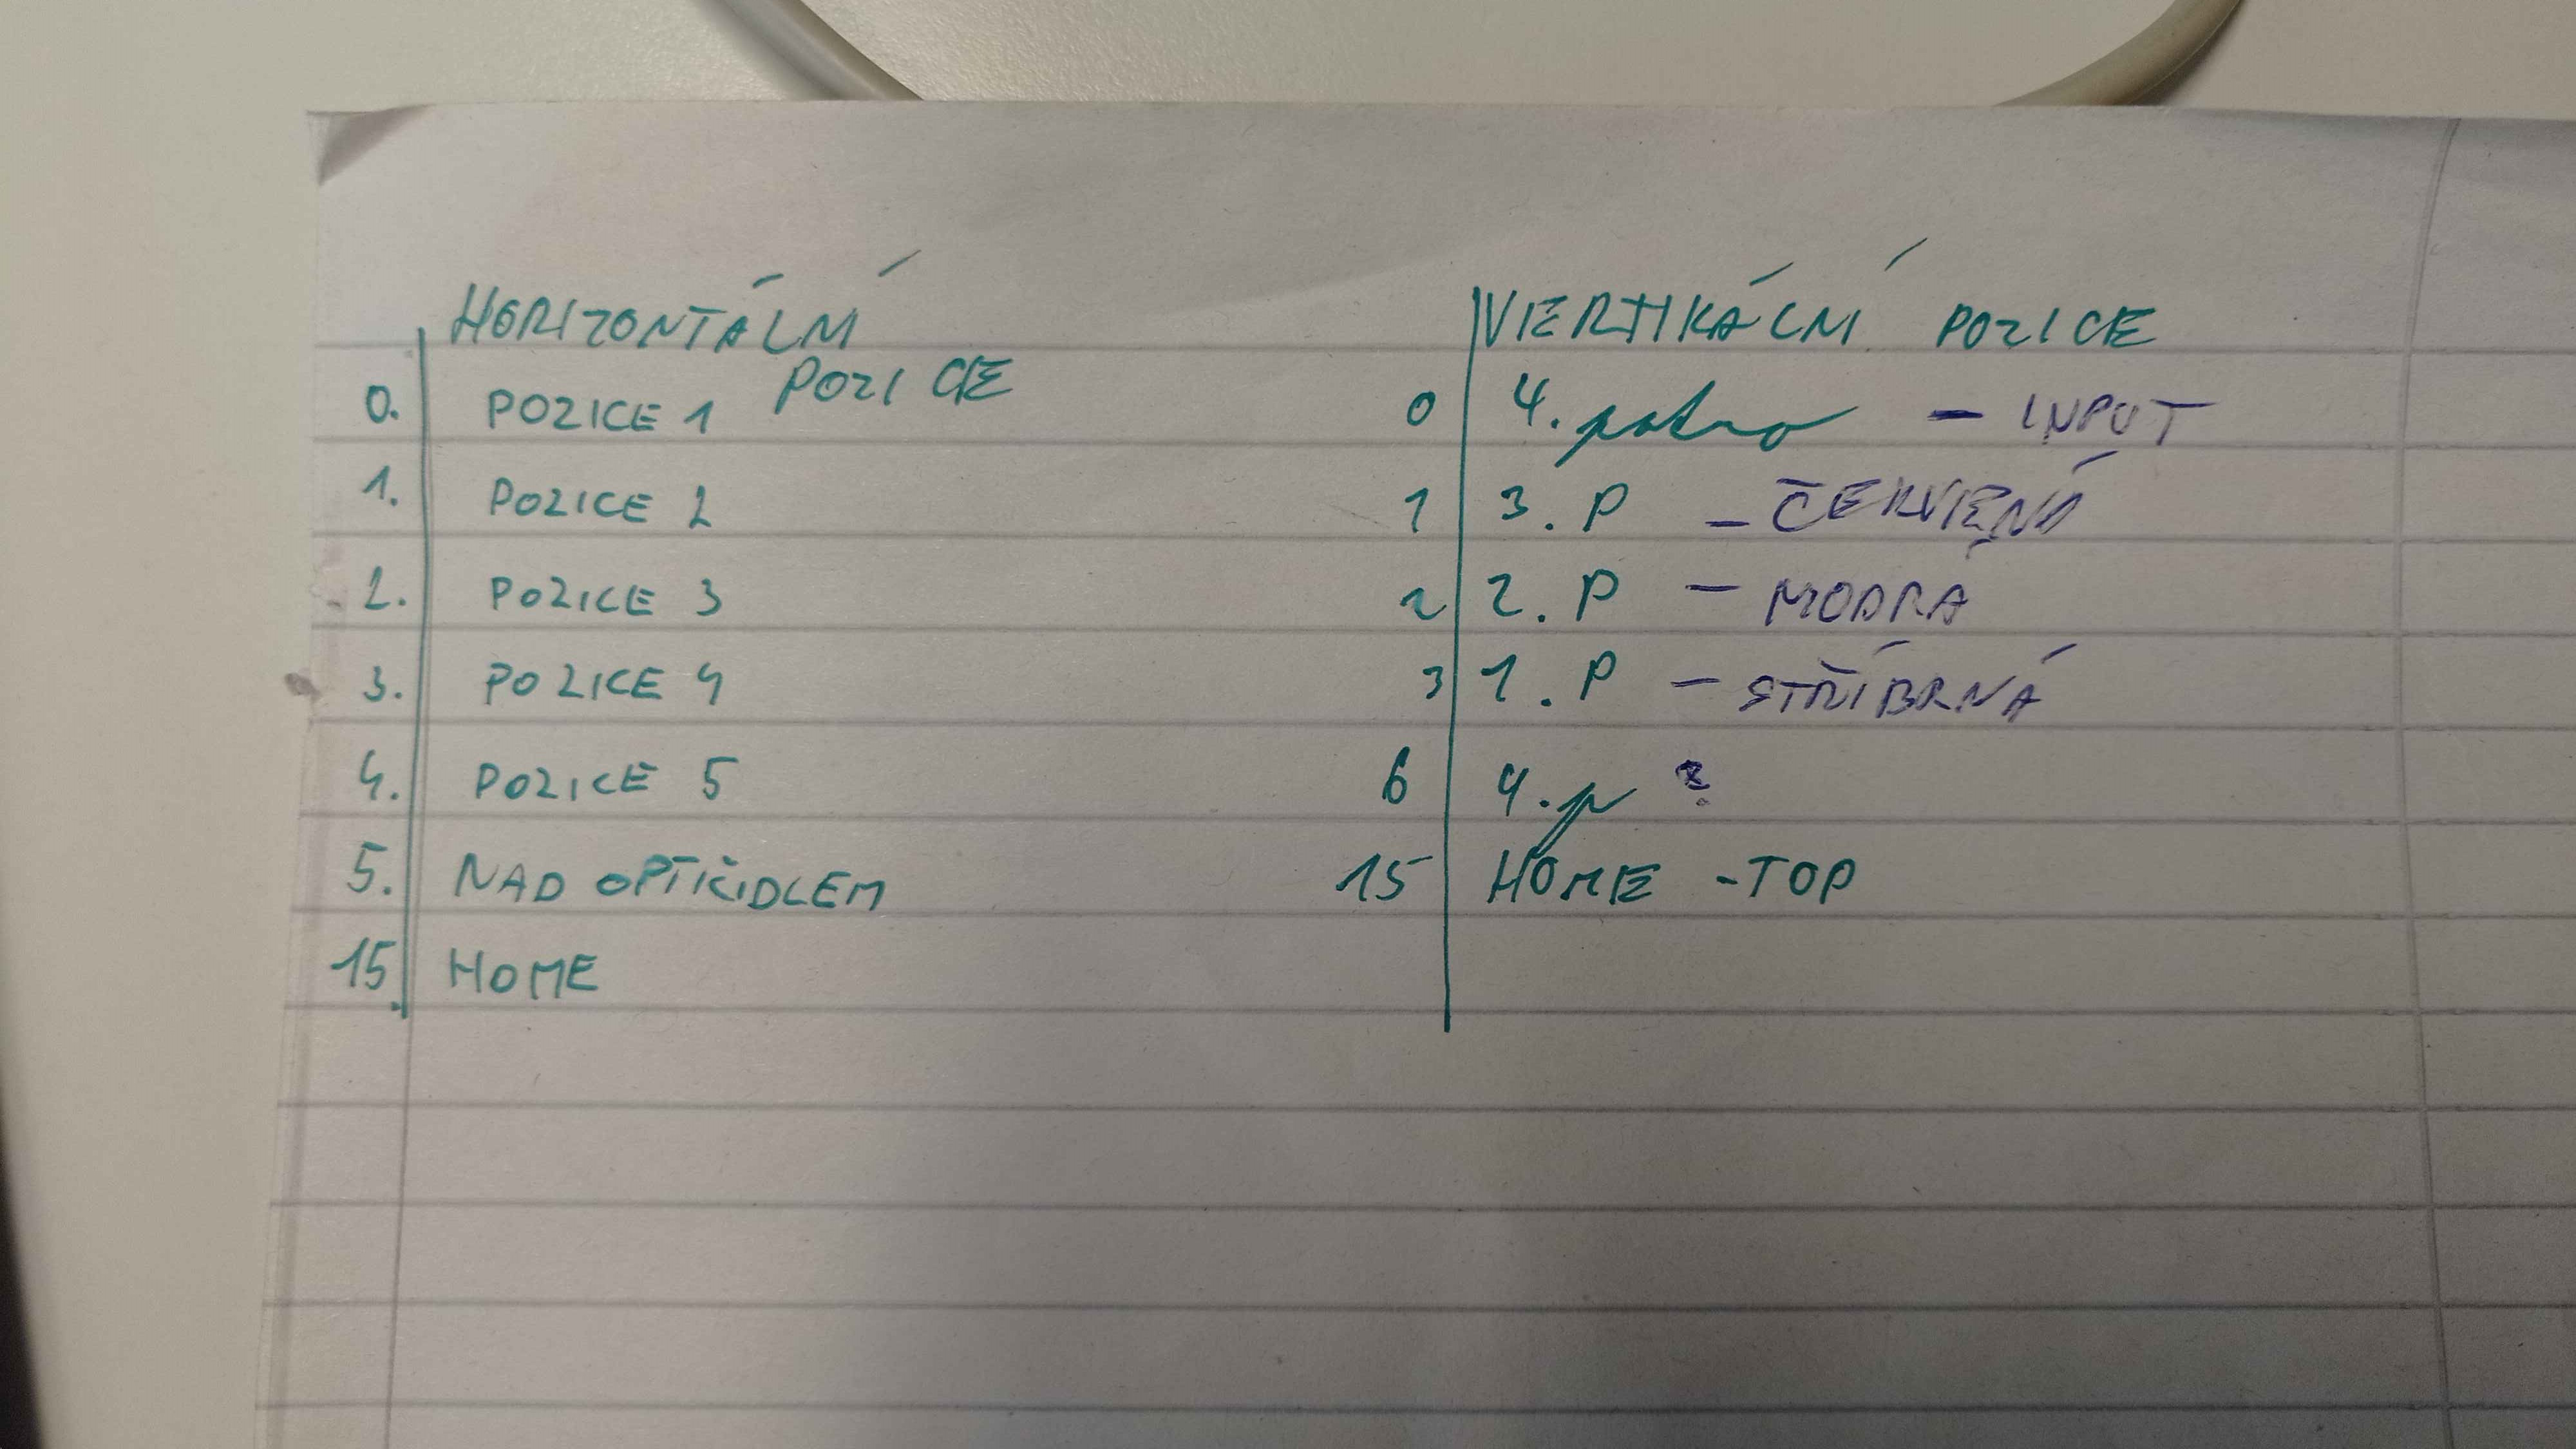 HORIZONTÁLNÍ
POZICE
0. POZICE 1
1. POZICE 2
2. POZICE 3
3. POZICE 4
4. POZICE 5
5. NAD OPTIČIDLEM
15. HOME
VERTIKÁLNÍ POZICE
0 4. patro - INPUT
1 3. P - ČERVENÁ
2 2. P - MODRÁ
3 1. P - STŘÍBRNÁ
6 4. p ?
15 HOME - TOP